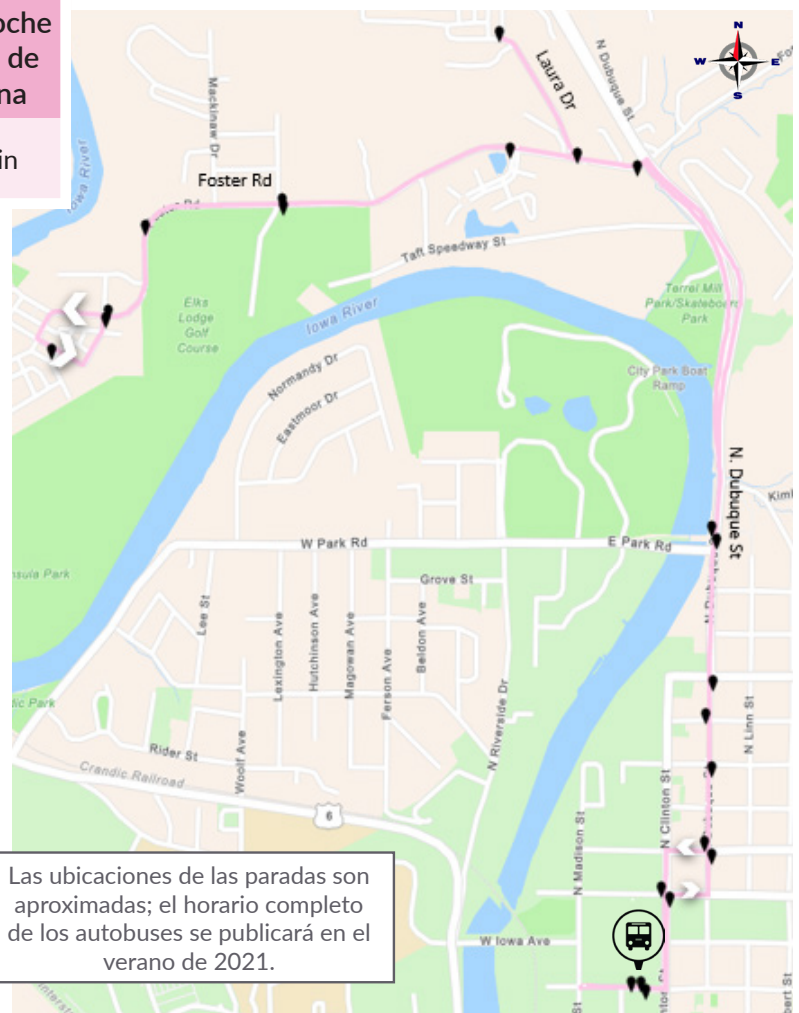 oche
de
na
in
N
W E
S
N Dubuque St
Laura Dr
Mackinaw Dr
Iowa River
Foster Rd
Taft Speedway St
Elks
Lodge
Golf
Course
Iowa River
Terrel Mill
Park/Skateboard
Park
City Park Boat
Ramp
Normandy Dr
Eastmoor Dr
N. Dubuque St
W Park Rd
E Park Rd
Grove St
Lee St
Lexington Ave
Hutchinson Ave
Magowan Ave
Ferson Ave
Beldon Ave
N Riverside Dr
N Linn St
Rider St
Woolf Ave
Crandic Railroad
6
N Clinton St
N Madison St
Las ubicaciones de las paradas son
aproximadas; el horario completo
de los autobuses se publicará en el
verano de 2021.
W Iowa Ave